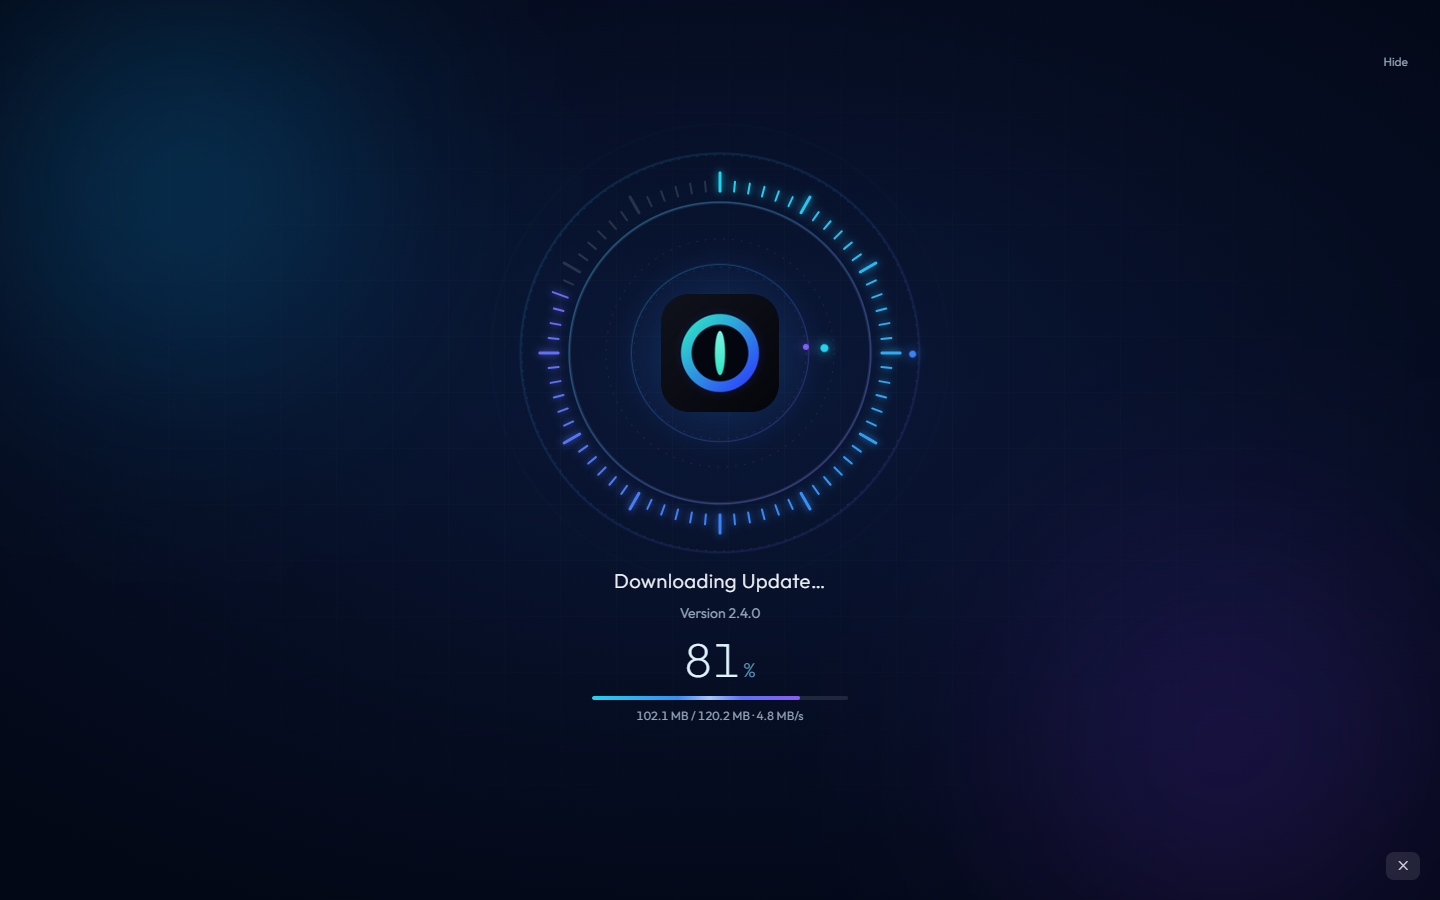 Hide
Downloading Update...
Version 2.4.0
81%
102.1 MB / 120.2 MB · 4.8 MB/s